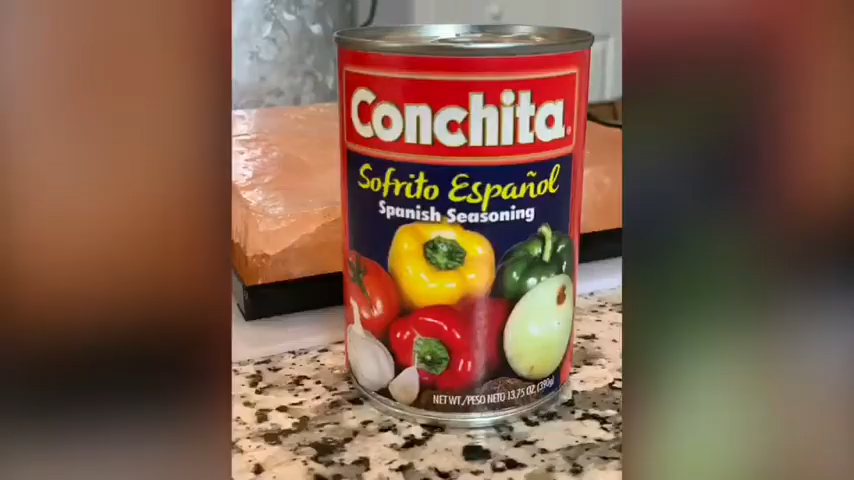 Conchita®
Sofrito Español
Spanish Seasoning
NET WT./PESO NETO 13.75 OZ. (390g)